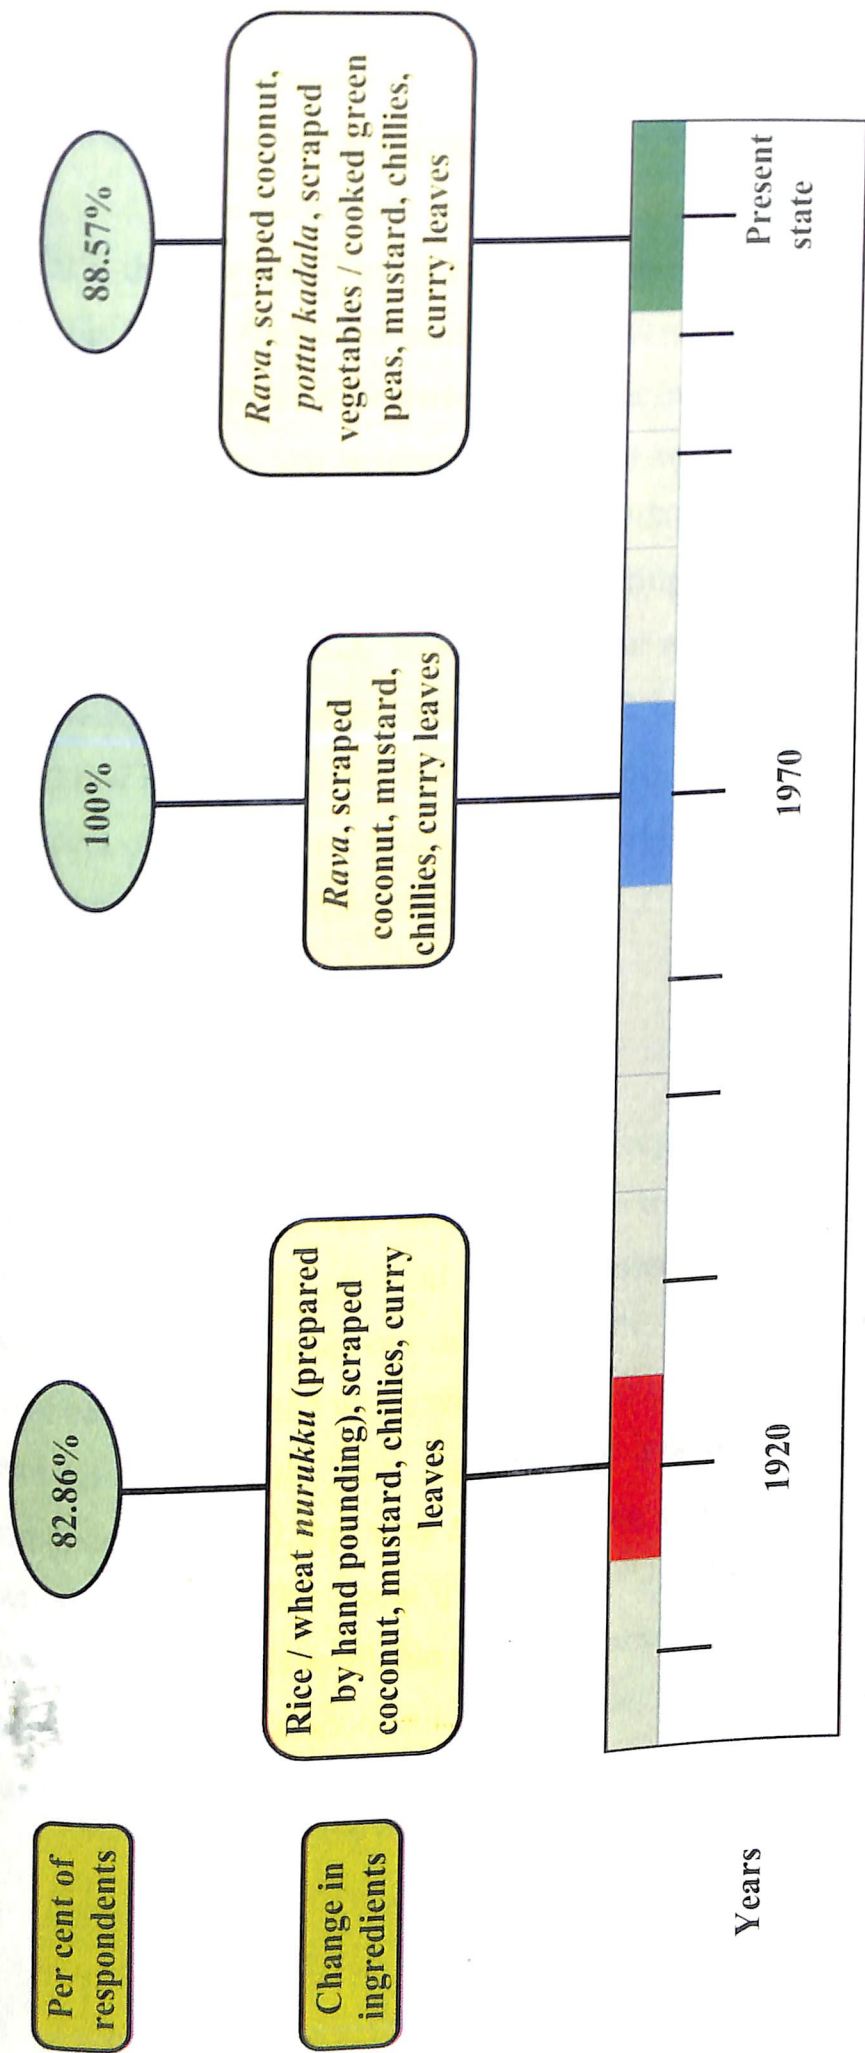 Per cent of
respondents
82.86%
100%
88.57%
Change in
ingredients
Rice / wheat nurukku (prepared
by hand pounding), scraped
coconut, mustard, chillies, curry
leaves
Rava, scraped
coconut, mustard,
chillies, curry leaves
Rava, scraped coconut,
pottu kadala, scraped
vegetables / cooked green
peas, mustard, chillies,
curry leaves
Years
1920
1970
Present
state